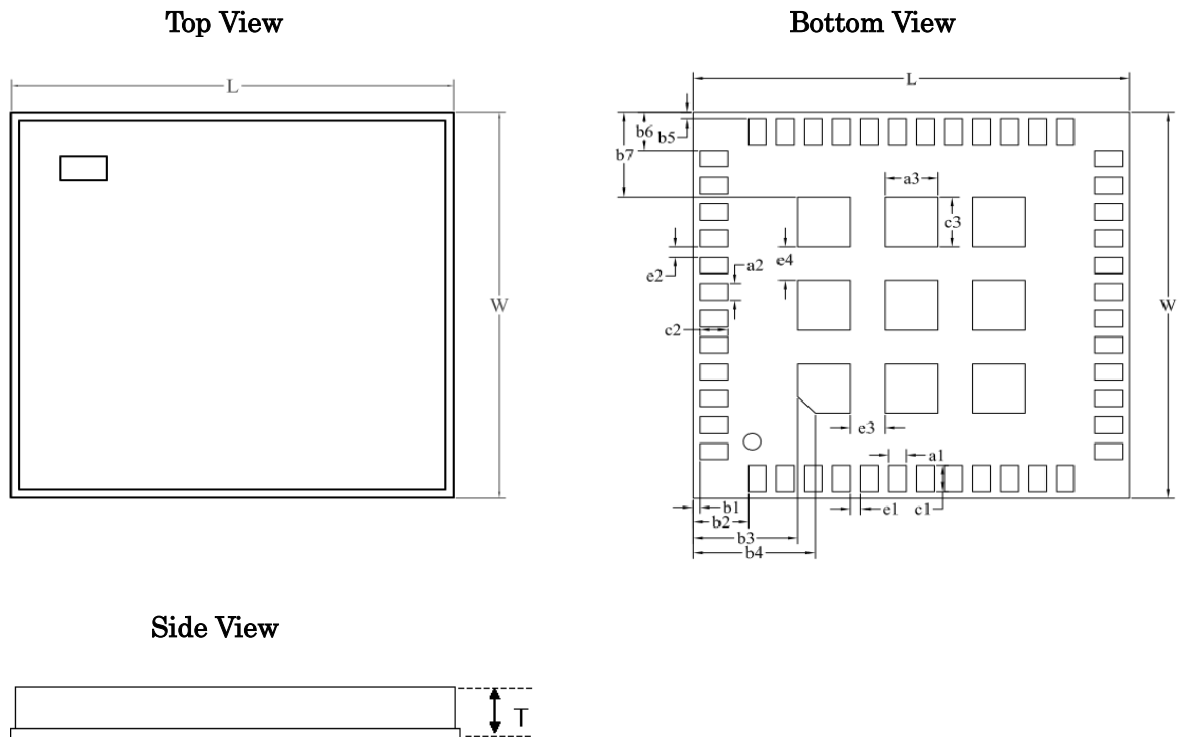 Top View
Bottom View
L
L
b6
b5
b7
a3
c3
e2
a2
e4
W
W
c2
e3
a1
b1
e1
c1
b2
b3
b4
Side View
T